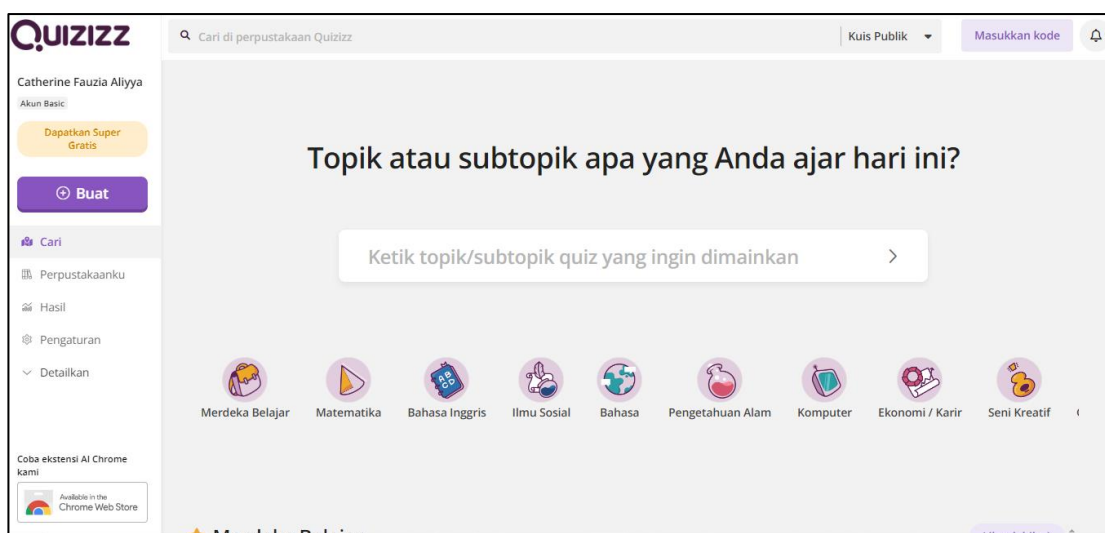 QUIZIZZ
Cari di perpustakaan Quizizz
Kuis Publik
Masukkan kode
Catherine Fauzia Aliyya
Akun Basic
Dapatkan Super
Gratis
Buat
Cari
Perpustakaanku
Hasil
Pengaturan
Detailkan
Coba ekstensi AI Chrome
kami
Available in the
Chrome Web Store
Topik atau subtopik apa yang Anda ajar hari ini?
Ketik topik/subtopik quiz yang ingin dimainkan
ABCD
Merdeka Belajar
Matematika
Bahasa Inggris
Ilmu Sosial
Bahasa
Pengetahuan Alam
Komputer
Ekonomi / Karir
Seni Kreatif
Merdeka Belajar